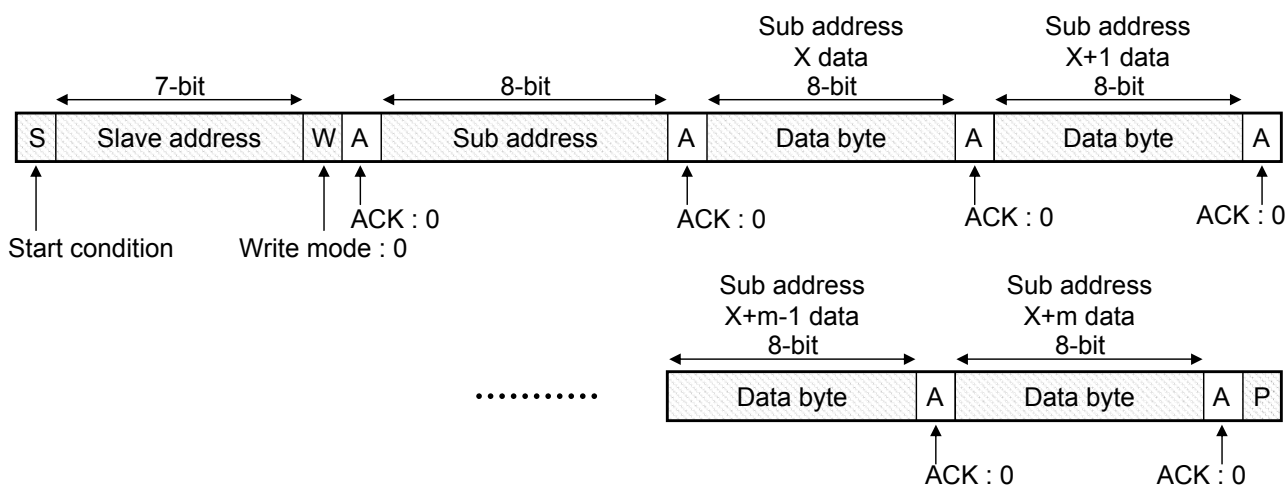 Sub address
X data
8-bit
Sub address
X+1 data
8-bit
7-bit
8-bit
S Slave address W A Sub address A Data byte A Data byte A
ACK : 0 ACK : 0 ACK : 0 ACK : 0
Start condition Write mode : 0
Sub address
X+m-1 data
8-bit
Sub address
X+m data
8-bit
Data byte A Data byte A P
ACK : 0 ACK : 0